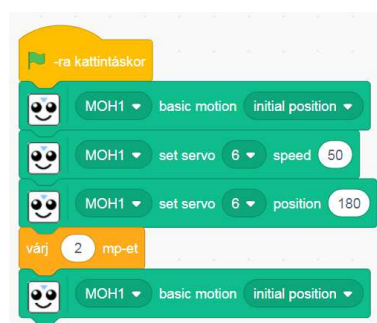 -ra kattintáskor
MOH1 basic motion initial position
MOH1 set servo 6 speed 50
MOH1 set servo 6 position 180
várj 2 mp-et
MOH1 basic motion initial position